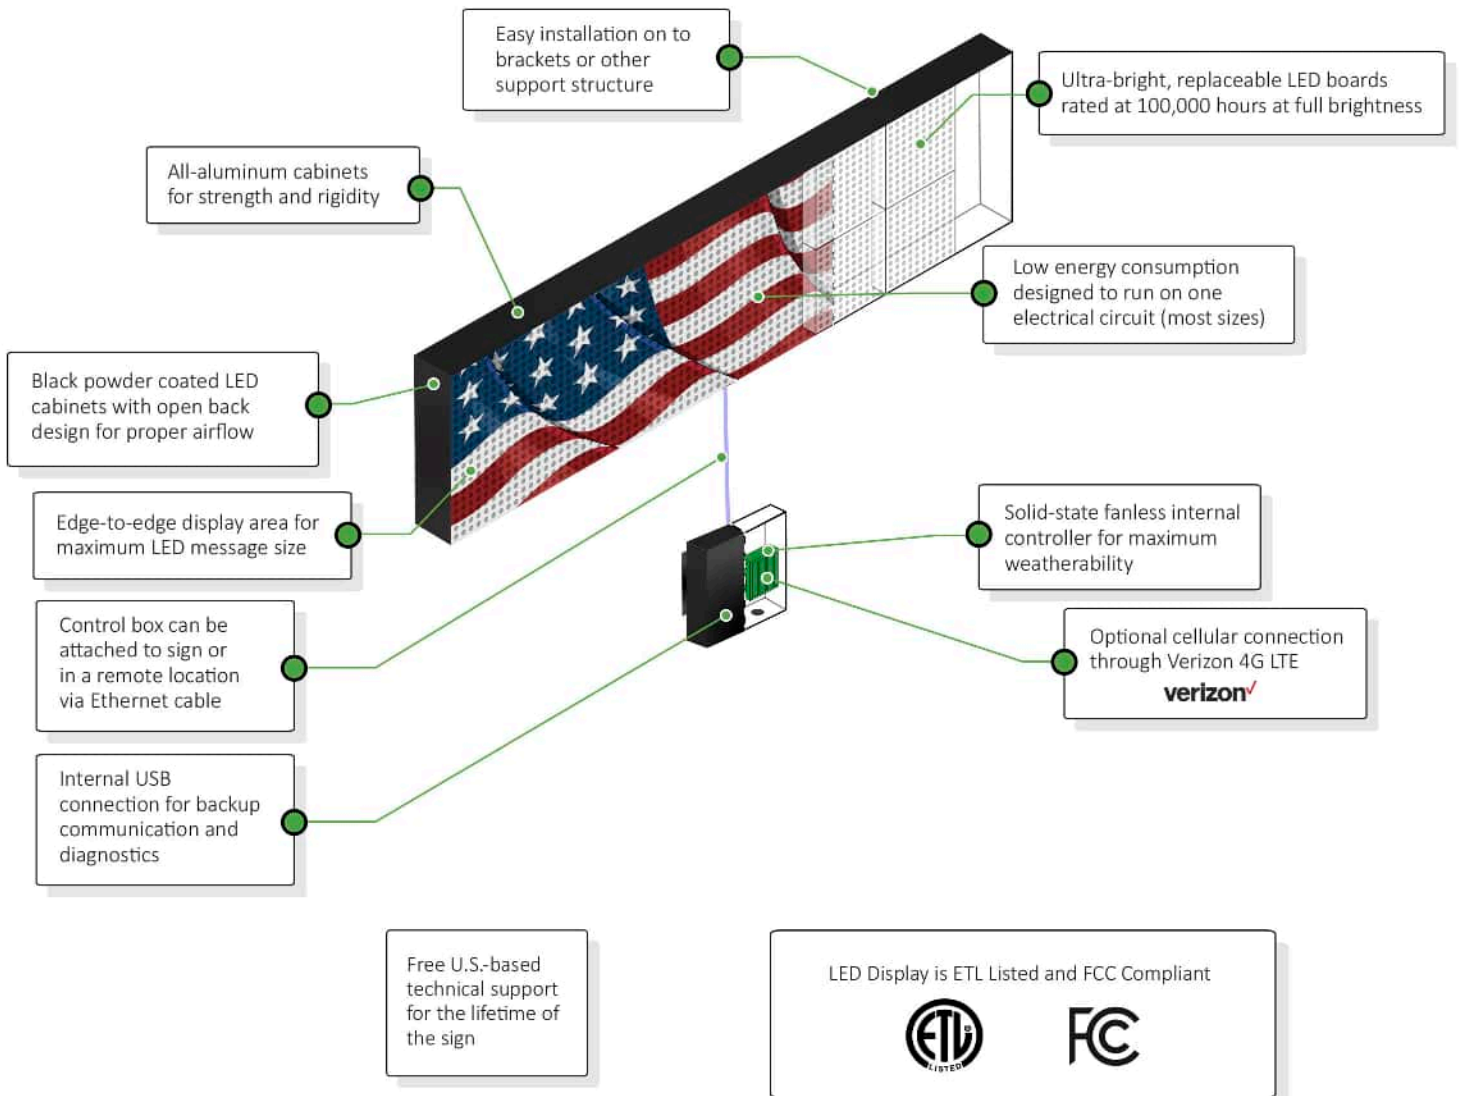 Easy installation on to
brackets or other
support structure
Ultra-bright, replaceable LED boards
rated at 100,000 hours at full brightness
All-aluminum cabinets
for strength and rigidity
Low energy consumption
designed to run on one
electrical circuit (most sizes)
Black powder coated LED
cabinets with open back
design for proper airflow
Edge-to-edge display area for
maximum LED message size
Solid-state fanless internal
controller for maximum
weatherability
Control box can be
attached to sign or
in a remote location
via Ethernet cable
Optional cellular connection
through Verizon 4G LTE
verizon✓
Internal USB
connection for backup
communication and
diagnostics
Free U.S.-based
technical support
for the lifetime of
the sign
LED Display is ETL Listed and FCC Compliant
ETL®
LISTED
FCC